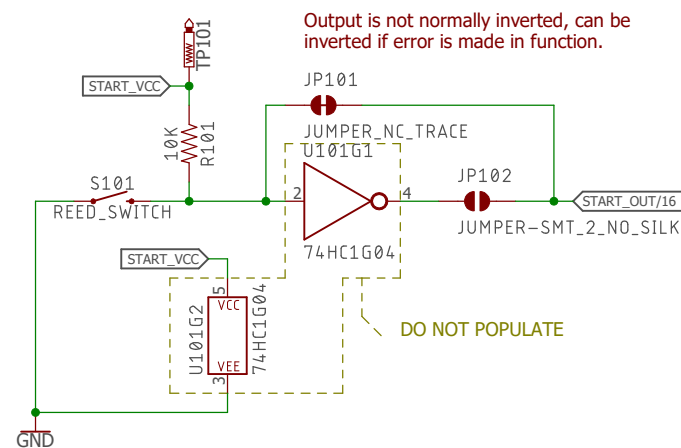 Output is not normally inverted, can be
inverted if error is made in function.
TP101
START_VCC
JP101
10K
R101
JUMPER_NC_TRACE
U101G1
S101
REED_SWITCH
2
4
JP102
START_OUT/16
JUMPER-SMT_2_NO_SILK
74HC1G04
START_VCC
5
VCC
U101G2
74HC1G04
VEE
3
DO NOT POPULATE
GND